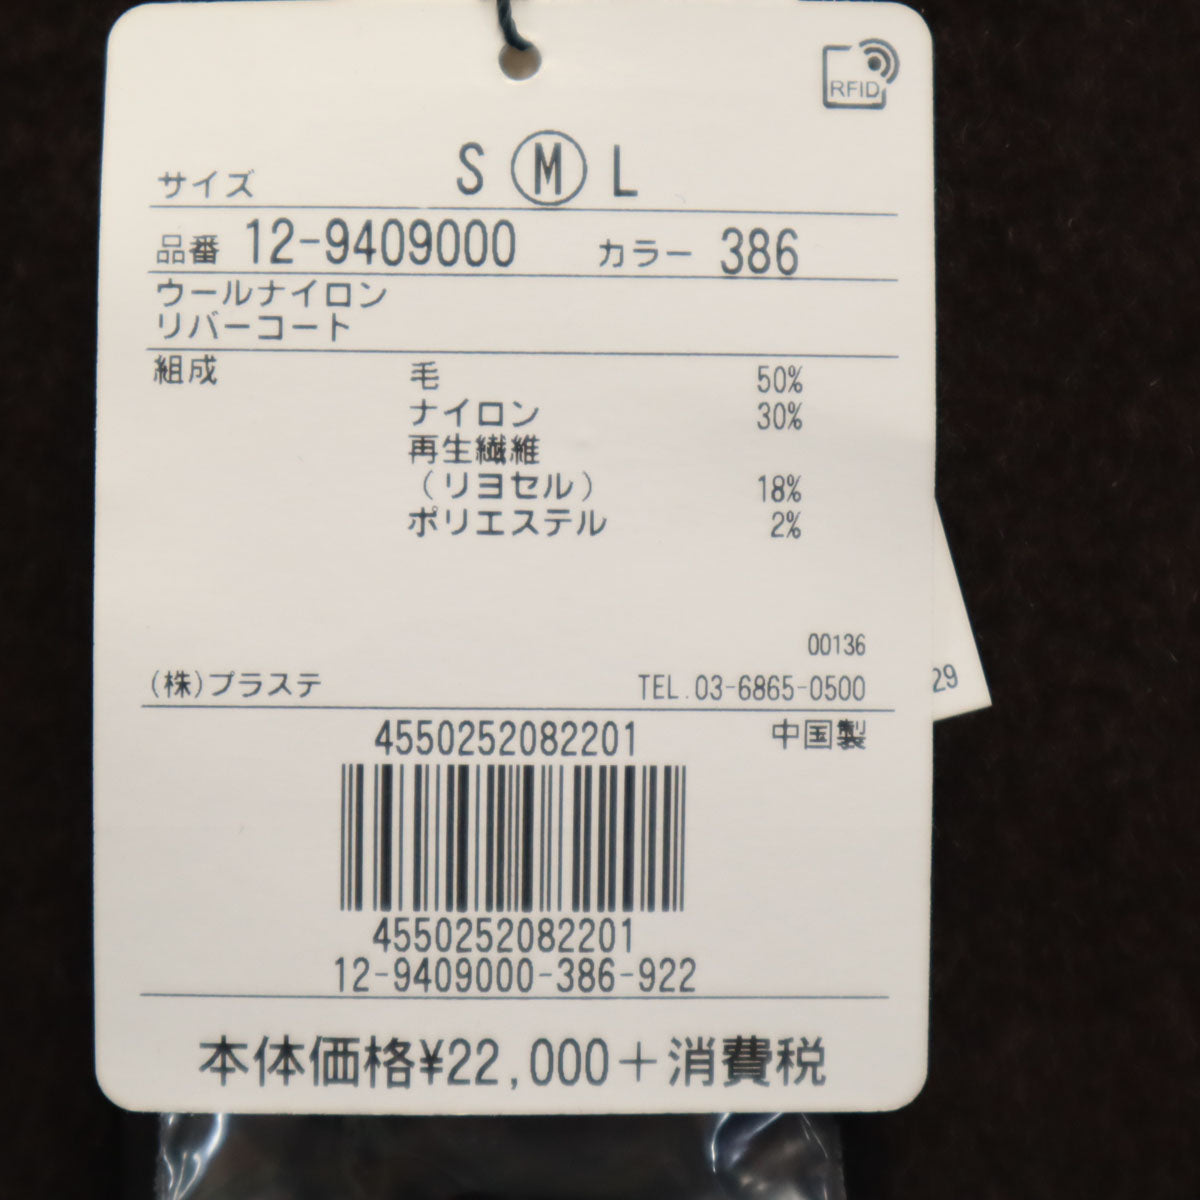 RFID
サイズ S M L
品番 12-9409000 カラー 386
ウールナイロン
リバーコート
組成 毛 50%
ナイロン 30%
再生繊維
(リヨセル) 18%
ポリエステル 2%
00136
(株)プラステ TEL.03-6865-0500
29
4550252082201 中国製
4550252082201
12-9409000-386-922
本体価格¥22,000+消費税